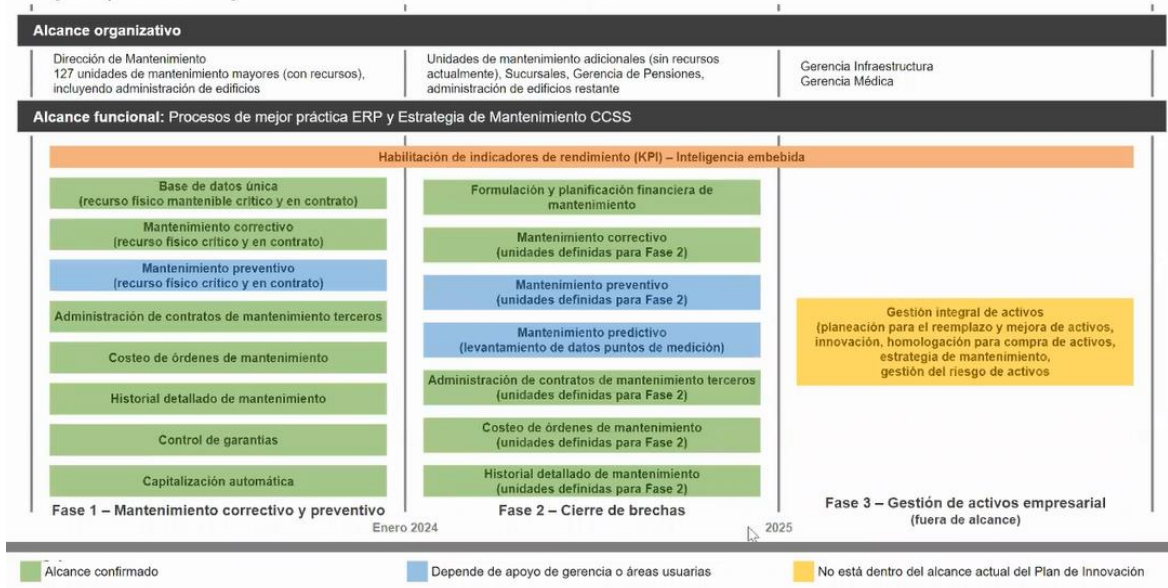 Alcance organizativo
Dirección de Mantenimiento
127 unidades de mantenimiento mayores (con recursos),
incluyendo administración de edificios
Unidades de mantenimiento adicionales (sin recursos
actualmente), Sucursales, Gerencia de Pensiones,
administración de edificios restante
Gerencia Infraestructura
Gerencia Médica
Alcance funcional: Procesos de mejor práctica ERP y Estrategia de Mantenimiento CCSS
Habilitación de indicadores de rendimiento (KPI) – Inteligencia embebida
Base de datos única
(recurso físico mantenible crítico y en contrato)
Mantenimiento correctivo
(recurso físico crítico y en contrato)
Mantenimiento preventivo
(recurso físico crítico y en contrato)
Administración de contratos de mantenimiento terceros
Costeo de órdenes de mantenimiento
Historial detallado de mantenimiento
Control de garantías
Capitalización automática
Fase 1 – Mantenimiento correctivo y preventivo
Formulación y planificación financiera de
mantenimiento
Mantenimiento correctivo
(unidades definidas para Fase 2)
Mantenimiento preventivo
(unidades definidas para Fase 2)
Mantenimiento predictivo
(levantamiento de datos puntos de medición)
Administración de contratos de mantenimiento terceros
(unidades definidas para Fase 2)
Costeo de órdenes de mantenimiento
(unidades definidas para Fase 2)
Historial detallado de mantenimiento
(unidades definidas para Fase 2)
Fase 2 – Cierre de brechas
Gestión integral de activos
(planeación para el reemplazo y mejora de activos,
innovación, homologación para compra de activos,
estrategia de mantenimiento,
gestión del riesgo de activos
Fase 3 – Gestión de activos empresarial
(fuera de alcance)
Enero 2024
2025
Alcance confirmado
Depende de apoyo de gerencia o áreas usuarias
No está dentro del alcance actual del Plan de Innovación